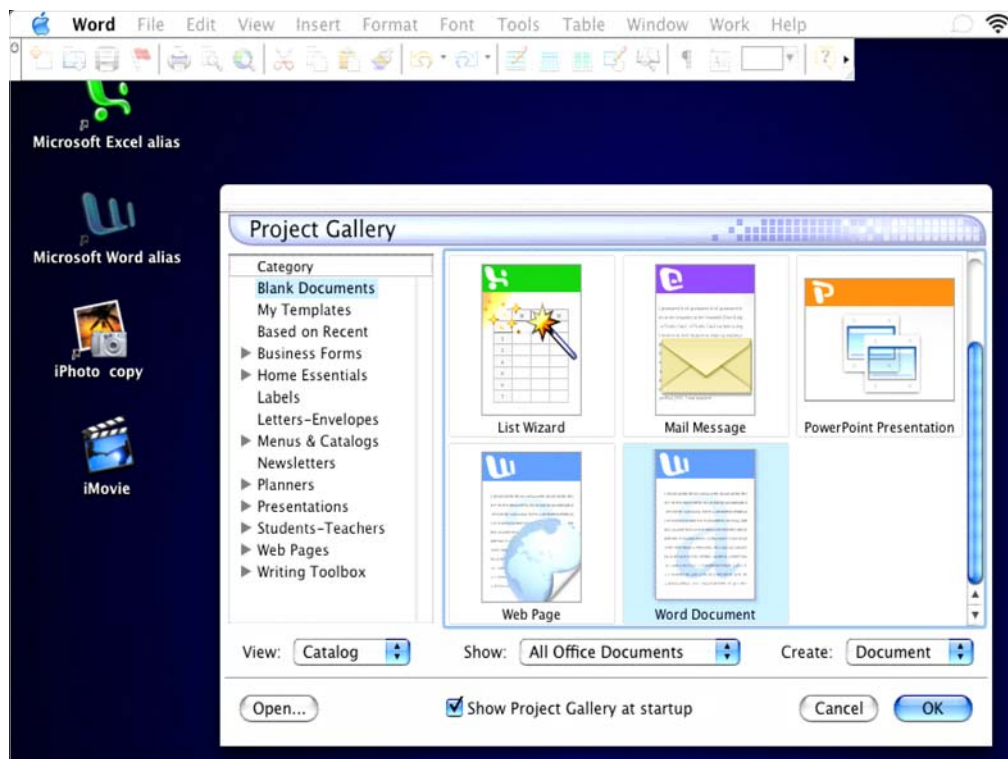 Word File Edit View Insert Format Font Tools Table Window Work Help
Microsoft Excel alias
Microsoft Word alias
iPhoto copy
iMovie
Project Gallery
Category
Blank Documents
My Templates
Based on Recent
Business Forms
Home Essentials
Labels
Letters-Envelopes
Menus & Catalogs
Newsletters
Planners
Presentations
Students-Teachers
Web Pages
Writing Toolbox
List Wizard
Mail Message
PowerPoint Presentation
Web Page
Word Document
View: Catalog Show: All Office Documents Create: Document
Open... Show Project Gallery at startup Cancel OK